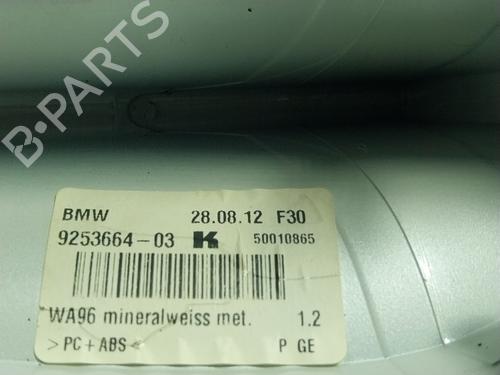 B-PARTS
BMW 28.08.12 F30
9253664-03 K 50010865
WA96 mineralweiss met. 1.2
>PC+ABS< P GE